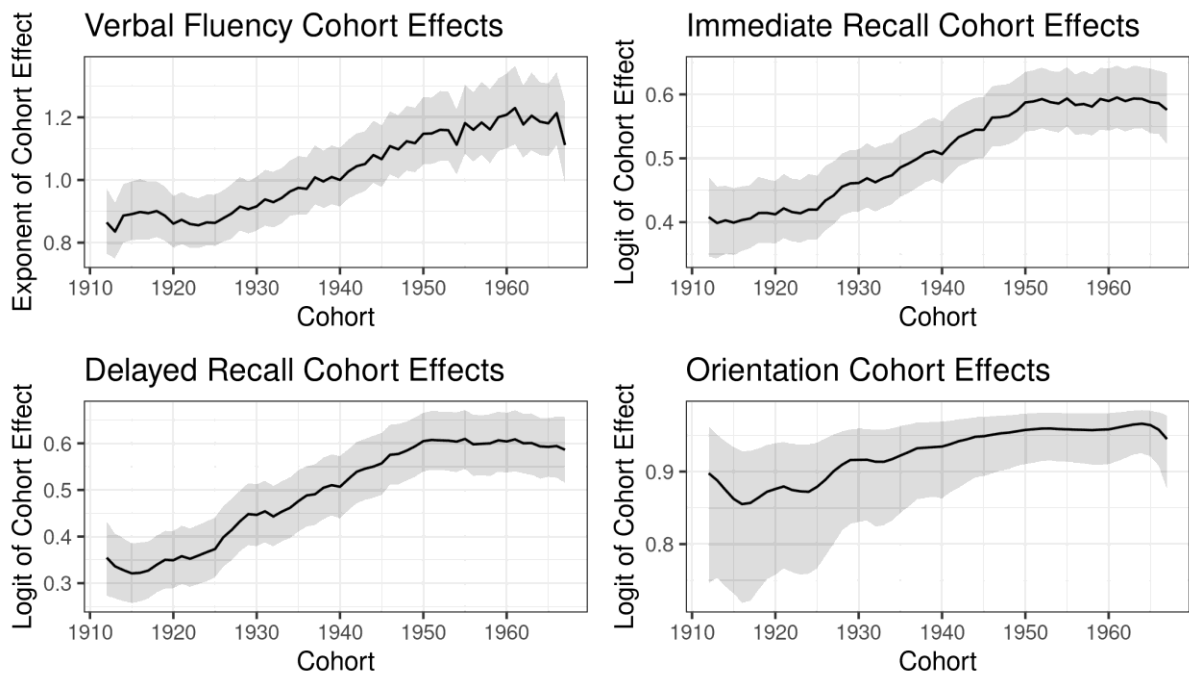 Verbal Fluency Cohort Effects
Exponent of Cohort Effect
1.2
1.0
0.8
1910 1920 1930 1940 1950 1960
Cohort
Immediate Recall Cohort Effects
Logit of Cohort Effect
0.6
0.5
0.4
1910 1920 1930 1940 1950 1960
Cohort
Delayed Recall Cohort Effects
Logit of Cohort Effect
0.6
0.5
0.4
0.3
1910 1920 1930 1940 1950 1960
Cohort
Orientation Cohort Effects
Logit of Cohort Effect
0.9
0.8
1910 1920 1930 1940 1950 1960
Cohort